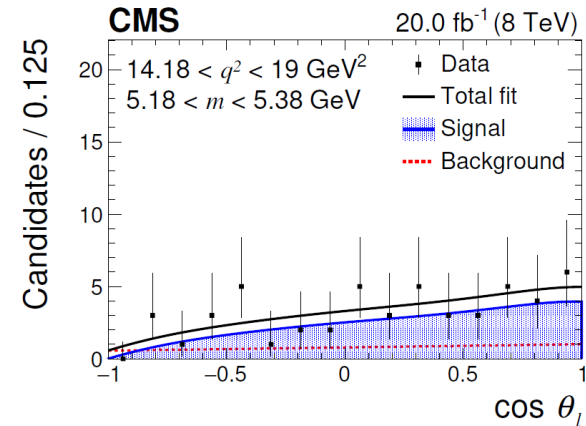 CMS 20.0 fb⁻¹ (8 TeV)
14.18 < q² < 19 GeV²
5.18 < m < 5.38 GeV
Data
Total fit
Signal
Background
Candidates / 0.125
20
15
10
5
0
−1 −0.5 0 0.5 1
cos θₗ